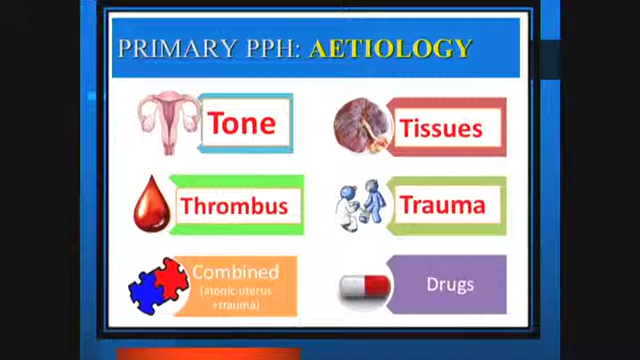 PRIMARY PPH: AETIOLOGY
Tone
Tissues
Thrombus
Trauma
Combined
(atonic uterus
+trauma)
Drugs